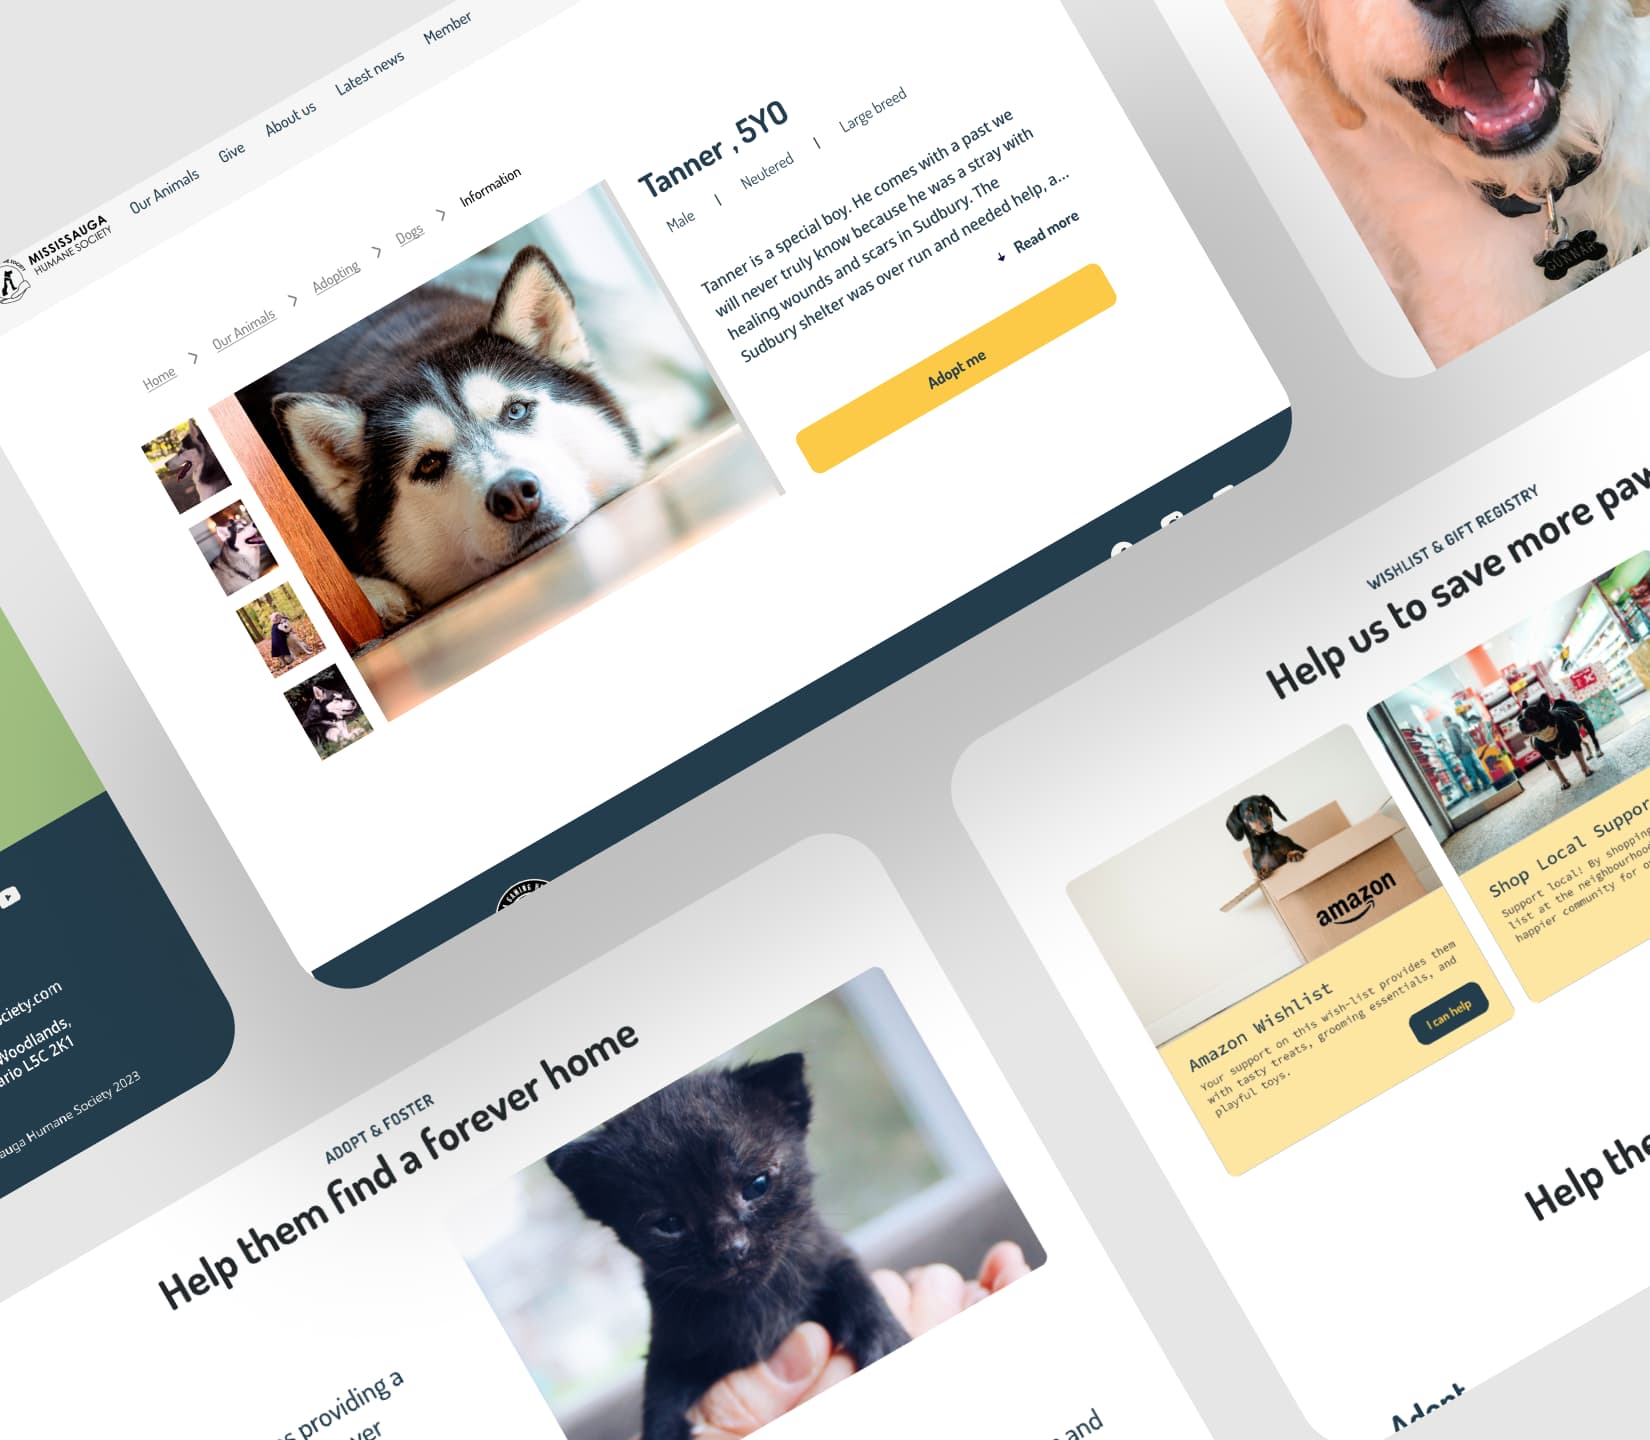 MISSISSAUGA
HUMANE SOCIETY
Our Animals
Give
About us
Latest news
Member
Home
Our Animals
Adopting
Dogs
Information
Tanner , 5YO
Male | Neutered | Large breed
Tanner is a special boy. He comes with a past we
will never truly know because he was a stray with
healing wounds and scars in Sudbury. The
Sudbury shelter was over run and needed help, a...
Read more
Adopt me
GUNNAR
WISHLIST & GIFT REGISTRY
Help us to save more paw
amazon
Amazon Wishlist
Your support on this wish-list provides them
with tasty treats, grooming essentials, and
playful toys.
I can help
Shop Local Suppor
Support local! By shopping
list at the neighbourhood
happier community for o
Help the
Adopt
ciety.com
Woodlands,
ario L5C 2K1
auga Humane Society 2023
ADOPT & FOSTER
Help them find a forever home
s providing a
ver
and